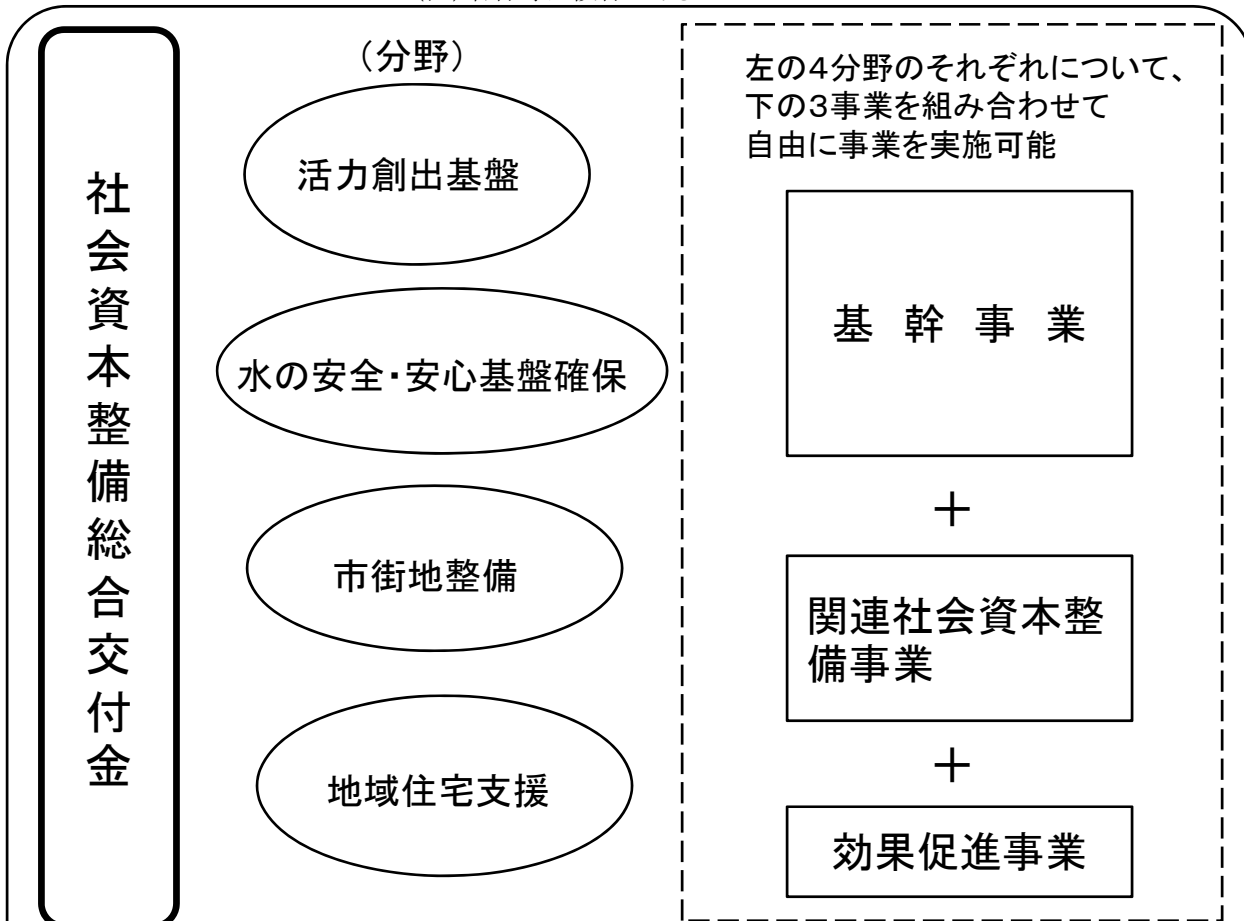 社会資本整備総合交付金
(分野)
活力創出基盤
水の安全・安心基盤確保
市街地整備
地域住宅支援
左の4分野のそれぞれについて、
下の3事業を組み合わせて
自由に事業を実施可能
基 幹 事 業
＋
関連社会資本整
備事業
＋
効果促進事業